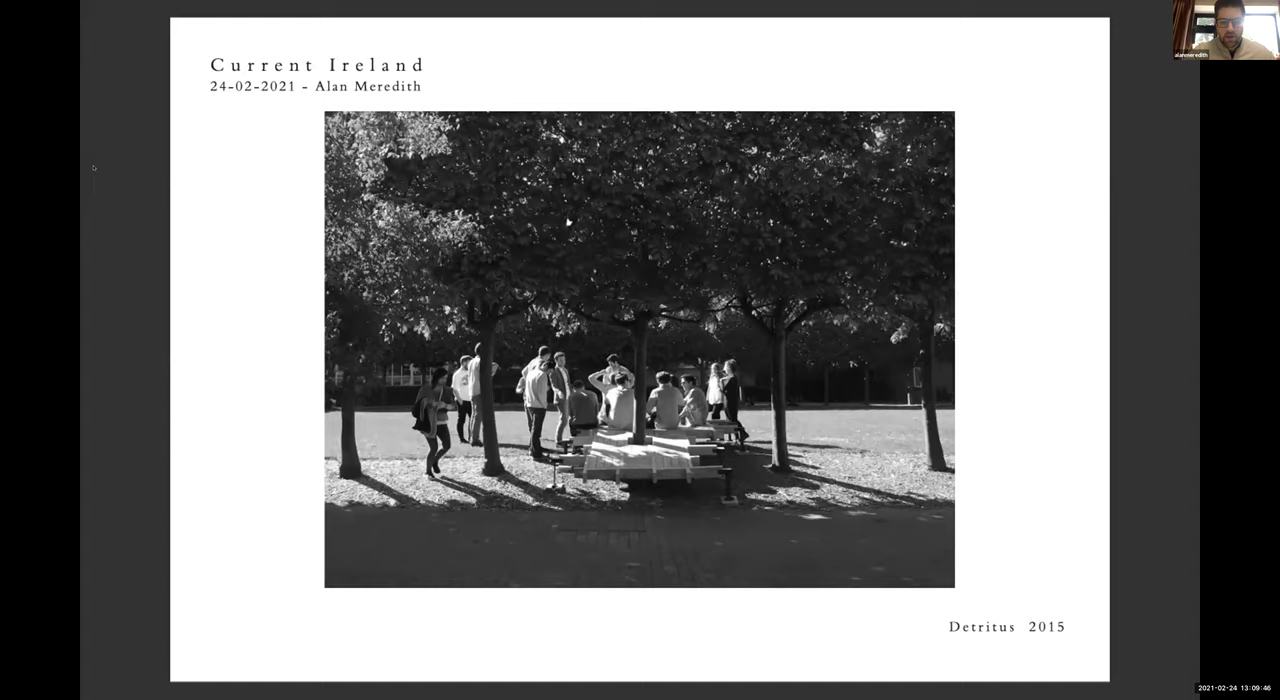 Current Ireland
24-02-2021 - Alan Meredith
alanmeredith
Detritus 2015
2021-02-24 13:09:46